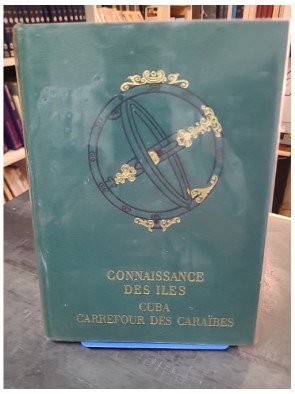 CONNAISSANCE
DES ILES
CUBA
CARREFOUR DES CARAÏBES